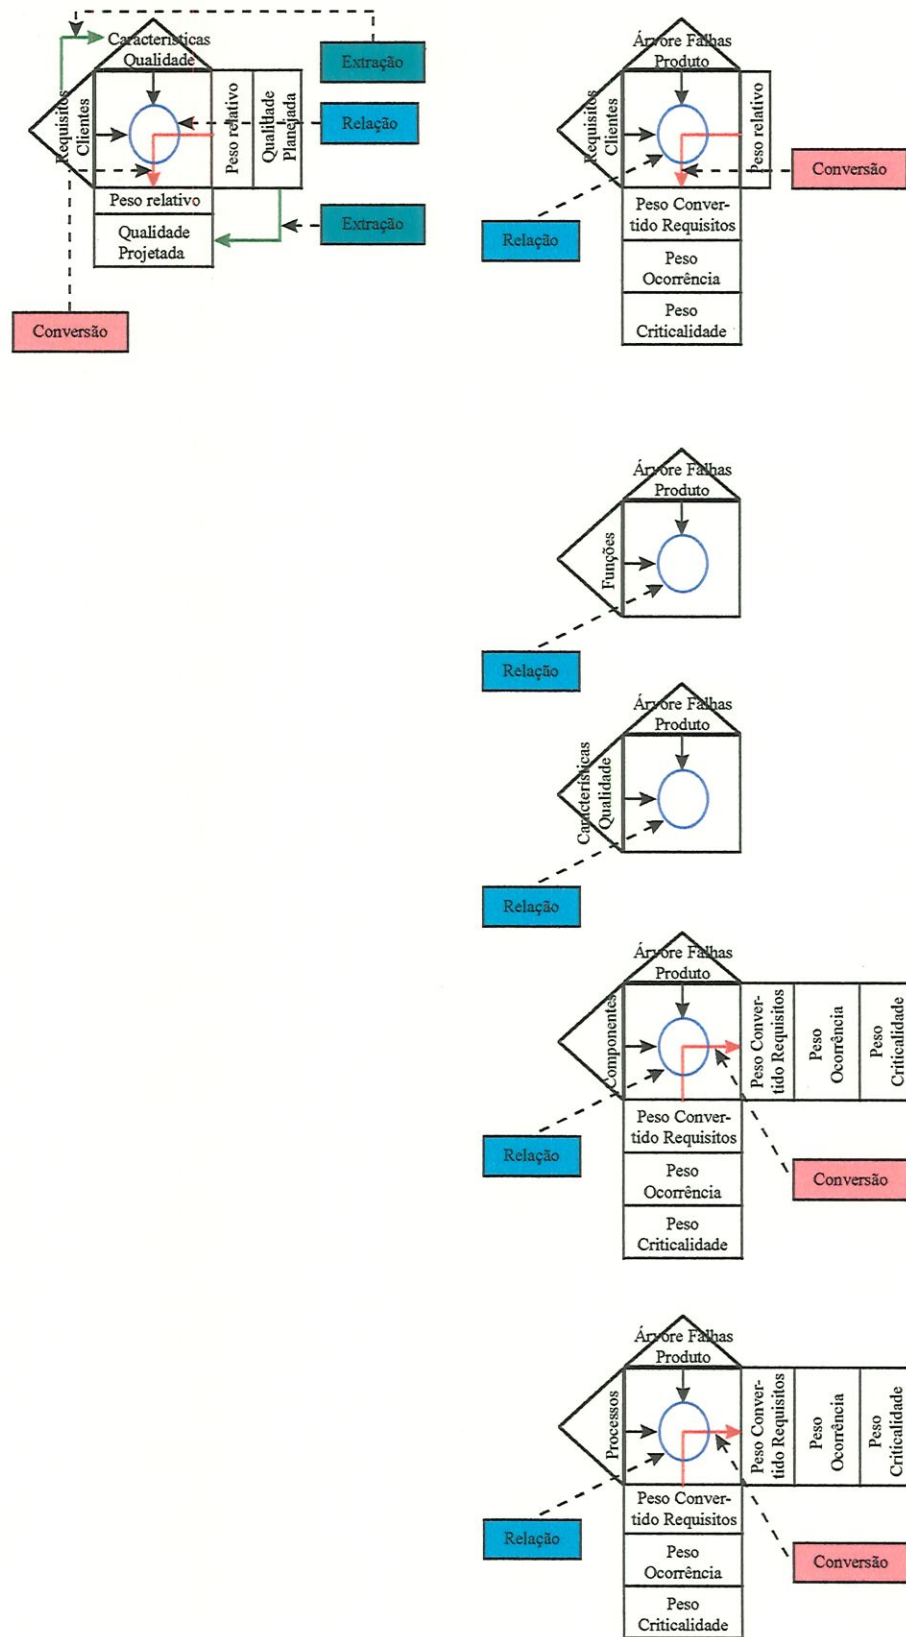 Características
Qualidade
Extração
Requisitos
Clientes
Relação
Peso relativo
Qualidade
Planejada
Peso relativo
Extração
Qualidade
Projetada
Conversão
Árvore Falhas
Produto
Requisitos
Clientes
Peso relativo
Conversão
Peso Conver-
tido Requisitos
Relação
Peso
Ocorrência
Peso
Criticalidade
Árvore Falhas
Produto
Funções
Relação
Árvore Falhas
Produto
Características
Qualidade
Relação
Árvore Falhas
Produto
Componentes
Peso Conver-
tido Requisitos
Peso
Ocorrência
Peso
Criticalidade
Peso Conver-
tido Requisitos
Relação
Peso
Ocorrência
Conversão
Peso
Criticalidade
Árvore Falhas
Produto
Processos
Peso Conver-
tido Requisitos
Peso
Ocorrência
Peso
Criticalidade
Peso Conver-
tido Requisitos
Relação
Peso
Ocorrência
Conversão
Peso
Criticalidade